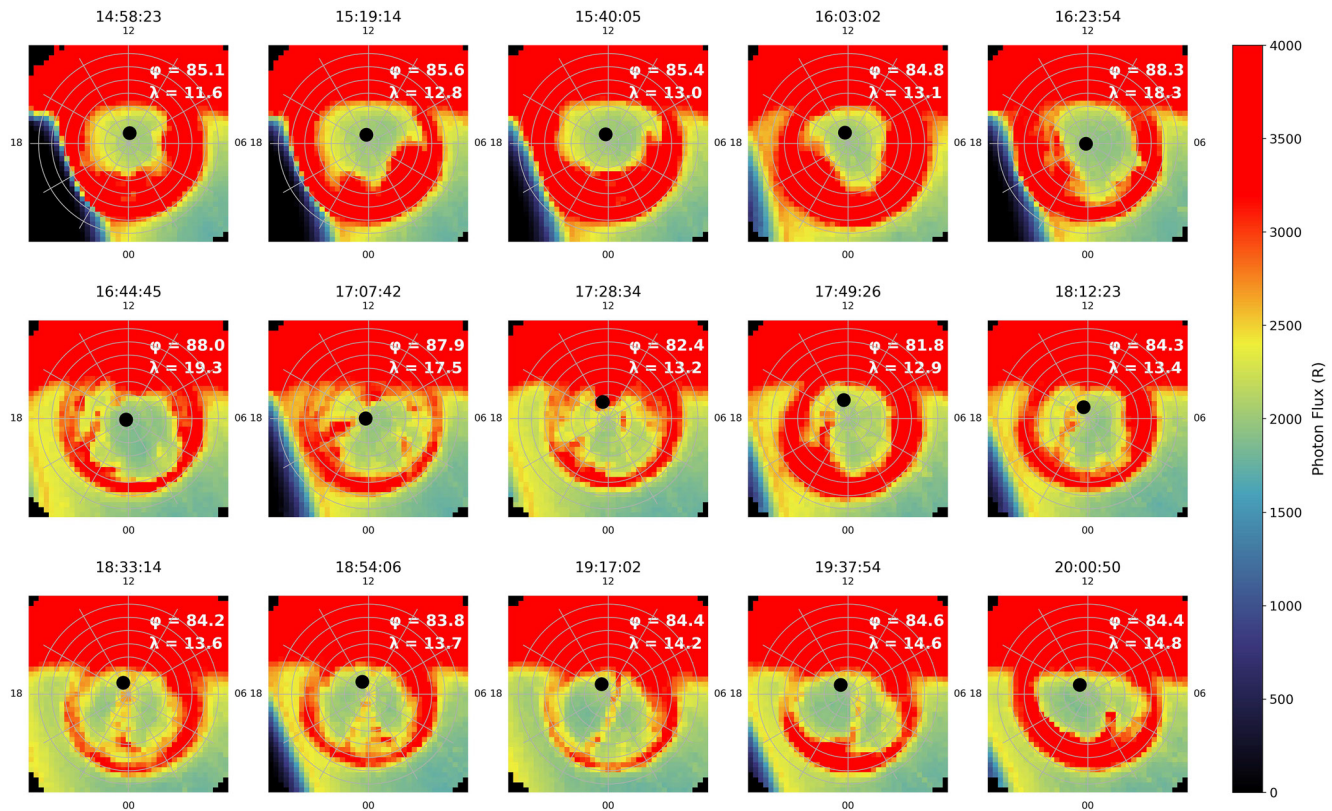 14:58:23
12
φ = 85.1
λ = 11.6
18
06
00
15:19:14
12
φ = 85.6
λ = 12.8
18
06
00
15:40:05
12
φ = 85.4
λ = 13.0
18
06
00
16:03:02
12
φ = 84.8
λ = 13.1
18
06
00
16:23:54
12
φ = 88.3
λ = 18.3
18
06
00
16:44:45
12
φ = 88.0
λ = 19.3
18
06
00
17:07:42
12
φ = 87.9
λ = 17.5
18
06
00
17:28:34
12
φ = 82.4
λ = 13.2
18
06
00
17:49:26
12
φ = 81.8
λ = 12.9
18
06
00
18:12:23
12
φ = 84.3
λ = 13.4
18
06
00
18:33:14
12
φ = 84.2
λ = 13.6
18
06
00
18:54:06
12
φ = 83.8
λ = 13.7
18
06
00
19:17:02
12
φ = 84.4
λ = 14.2
18
06
00
19:37:54
12
φ = 84.6
λ = 14.6
18
06
00
20:00:50
12
φ = 84.4
λ = 14.8
18
06
00
4000
3500
3000
2500
2000
1500
1000
500
0
Photon Flux (R)